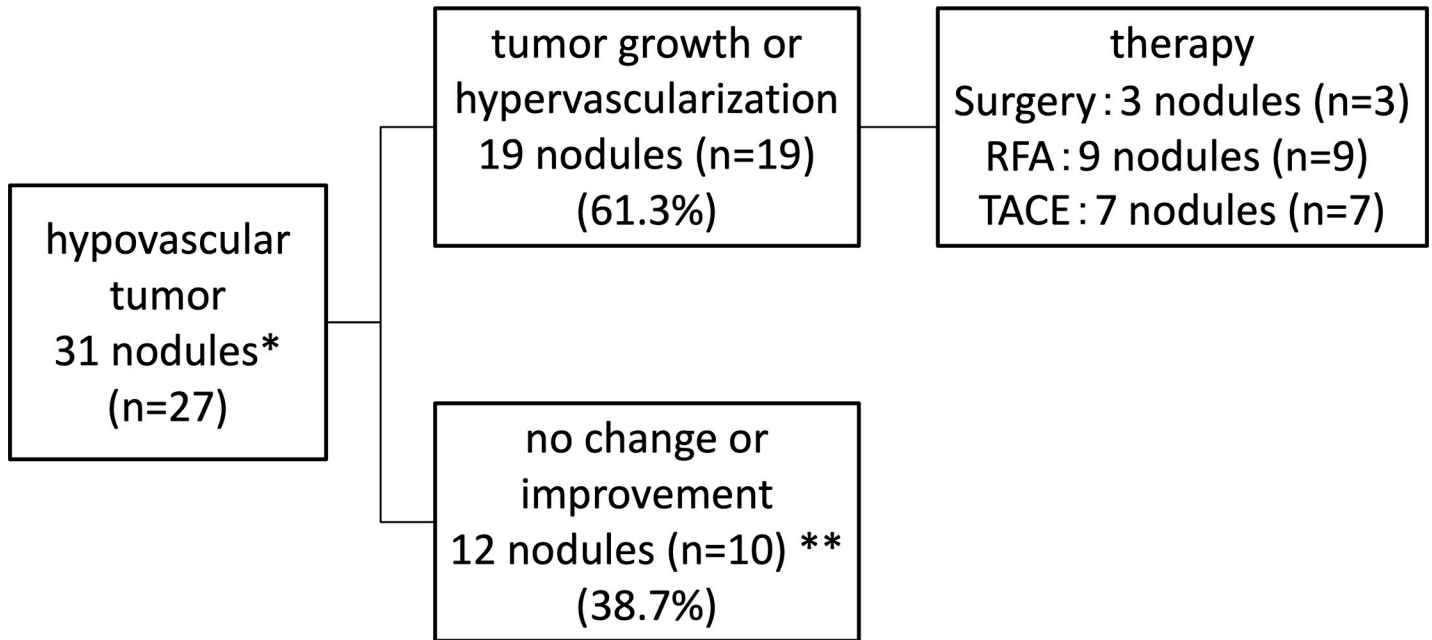 hypovascular
tumor
31 nodules*
(n=27)
tumor growth or
hypervascularization
19 nodules (n=19)
(61.3%)
therapy
Surgery：3 nodules (n=3)
RFA：9 nodules (n=9)
TACE：7 nodules (n=7)
no change or
improvement
12 nodules (n=10) **
(38.7%)